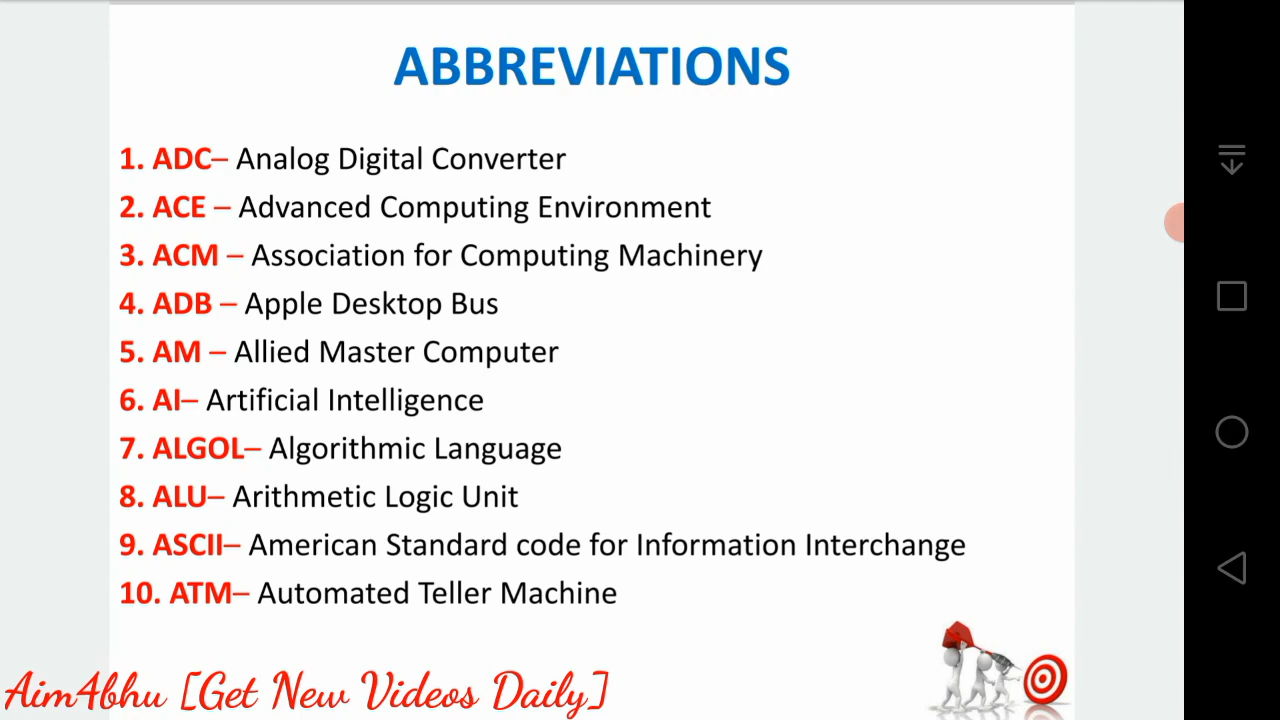 ABBREVIATIONS
1. ADC– Analog Digital Converter
2. ACE – Advanced Computing Environment
3. ACM – Association for Computing Machinery
4. ADB – Apple Desktop Bus
5. AM – Allied Master Computer
6. AI– Artificial Intelligence
7. ALGOL– Algorithmic Language
8. ALU– Arithmetic Logic Unit
9. ASCII– American Standard code for Information Interchange
10. ATM– Automated Teller Machine
Aim4bhu [Get New Videos Daily]